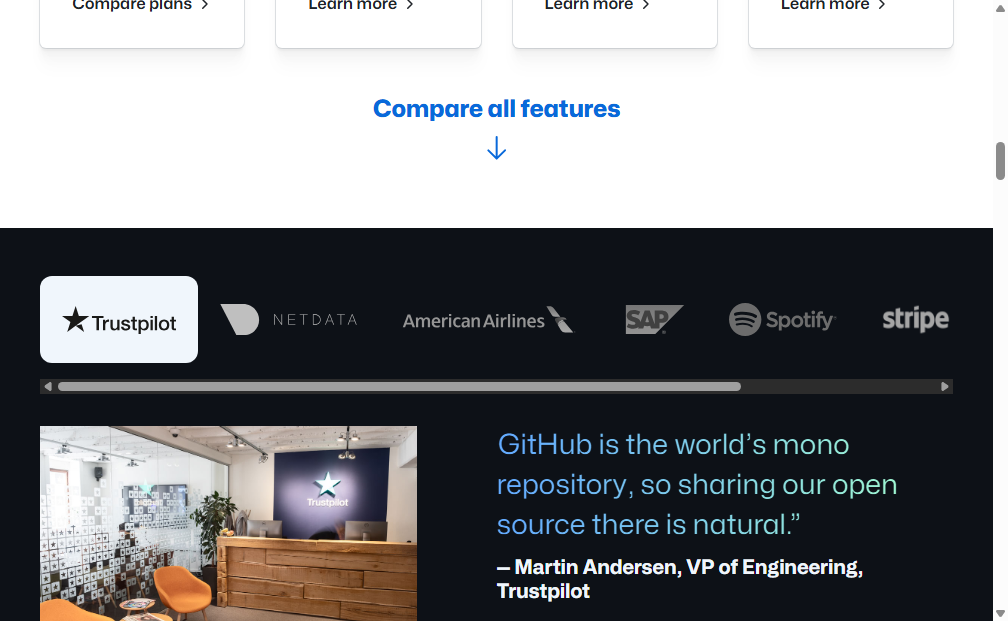 Compare plans
Learn more
Learn more
Learn more
Compare all features
Trustpilot
NETDATA
American Airlines
SAP
Spotify
stripe
Trustpilot
GitHub is the world’s mono
repository, so sharing our open
source there is natural.”
— Martin Andersen, VP of Engineering,
Trustpilot